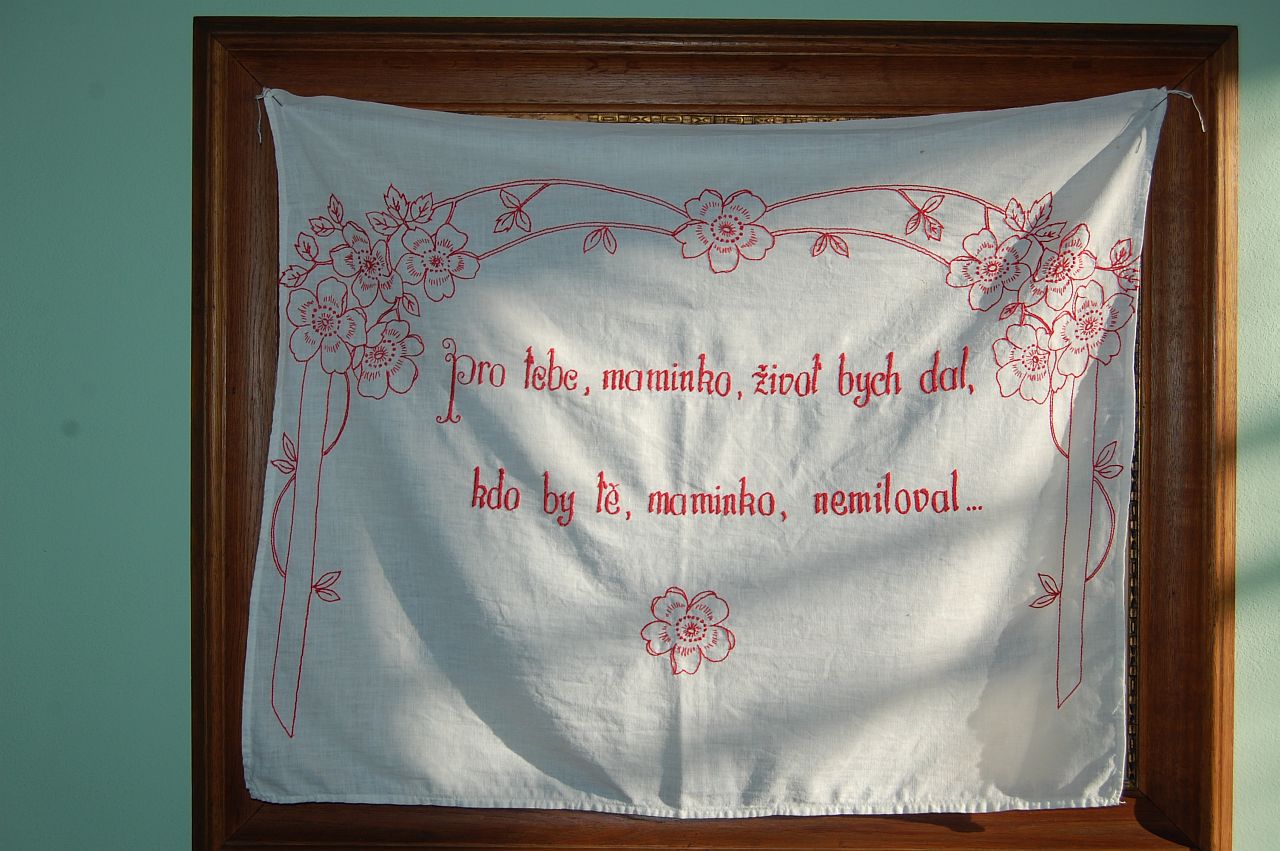 Pro tebe, maminko, život bych dal,
kdo by tě, maminko, nemiloval...